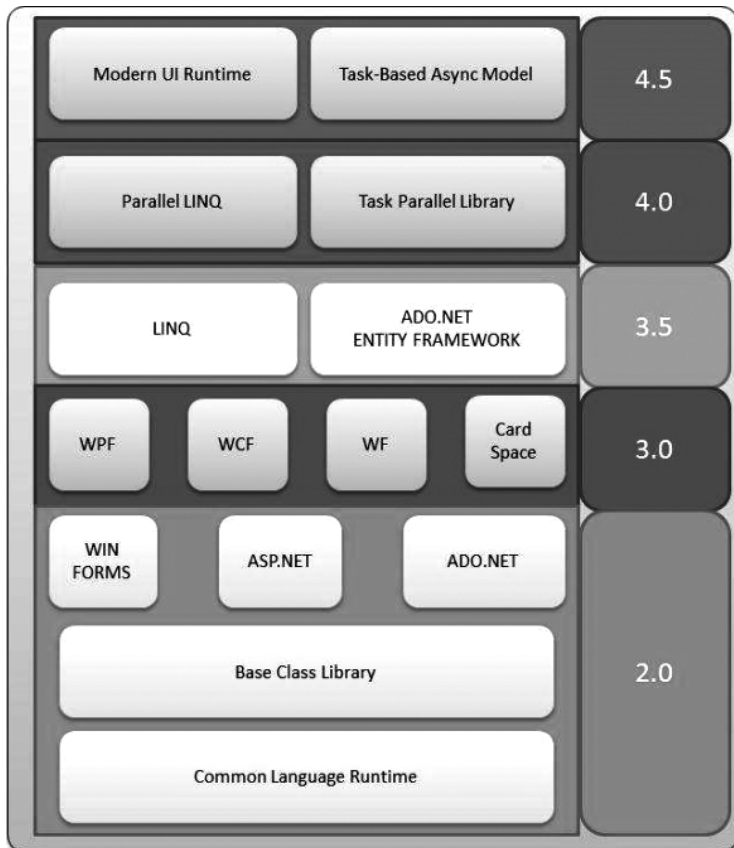 Modern UI Runtime
Task-Based Async Model
4.5
Parallel LINQ
Task Parallel Library
4.0
LINQ
ADO.NET
ENTITY FRAMEWORK
3.5
WPF
WCF
WF
Card
Space
3.0
WIN
FORMS
ASP.NET
ADO.NET
Base Class Library
2.0
Common Language Runtime